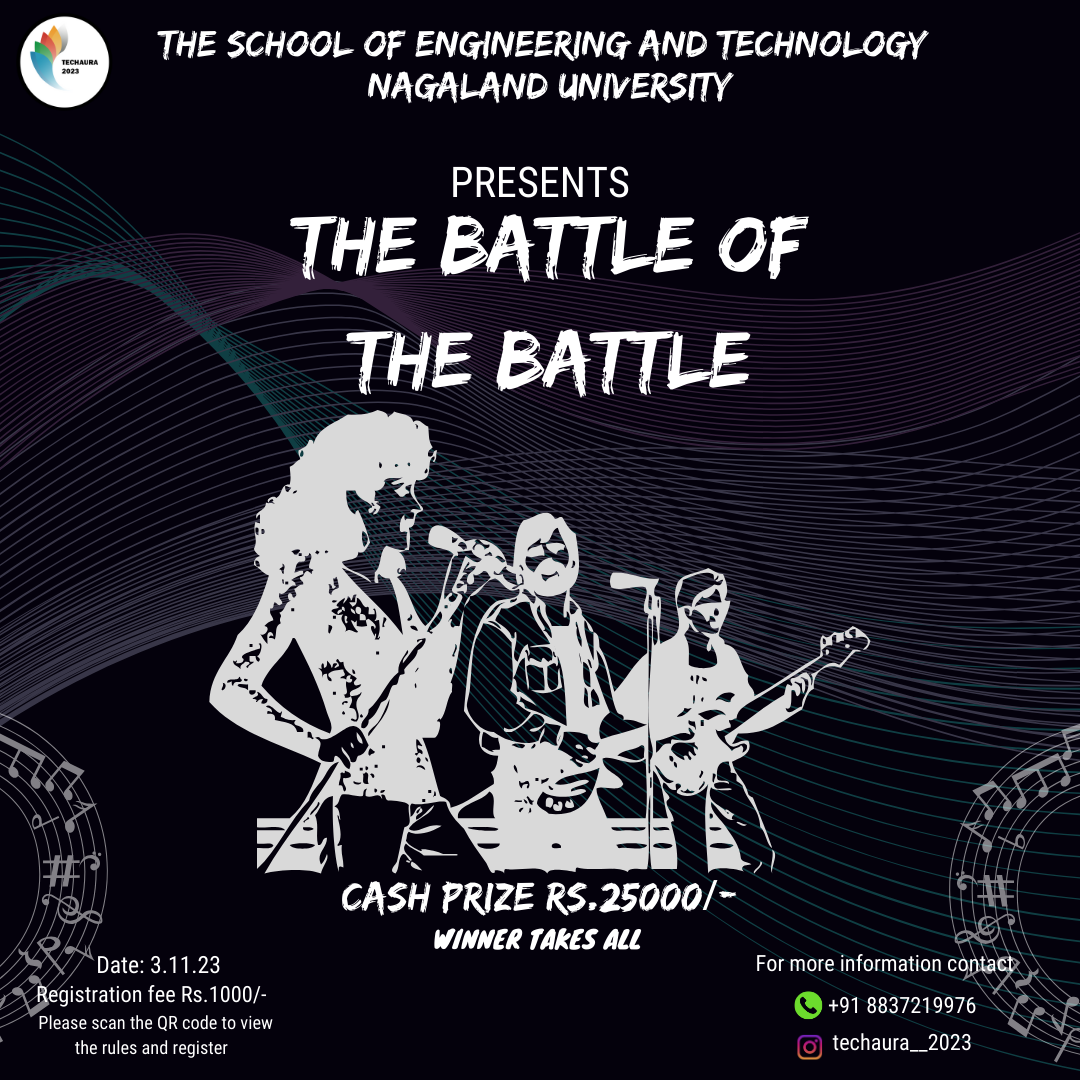 TECHAURA
2023
THE SCHOOL OF ENGINEERING AND TECHNOLOGY
NAGALAND UNIVERSITY
PRESENTS
THE BATTLE OF
THE BATTLE
CASH PRIZE RS.25000/-
WINNER TAKES ALL
Date: 3.11.23
Registration fee Rs.1000/-
Please scan the QR code to view
the rules and register
For more information contact
+91 8837219976
techaura__2023